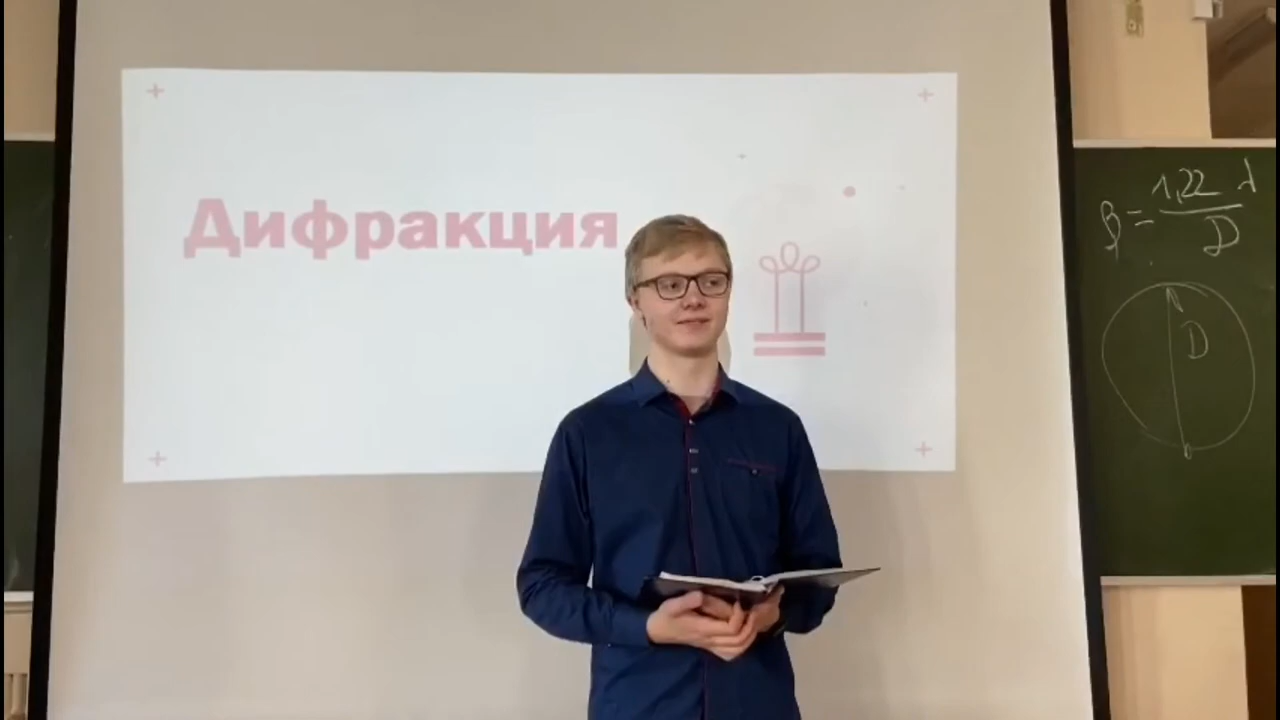 Дифракция
β = 1,22 λ / D
D